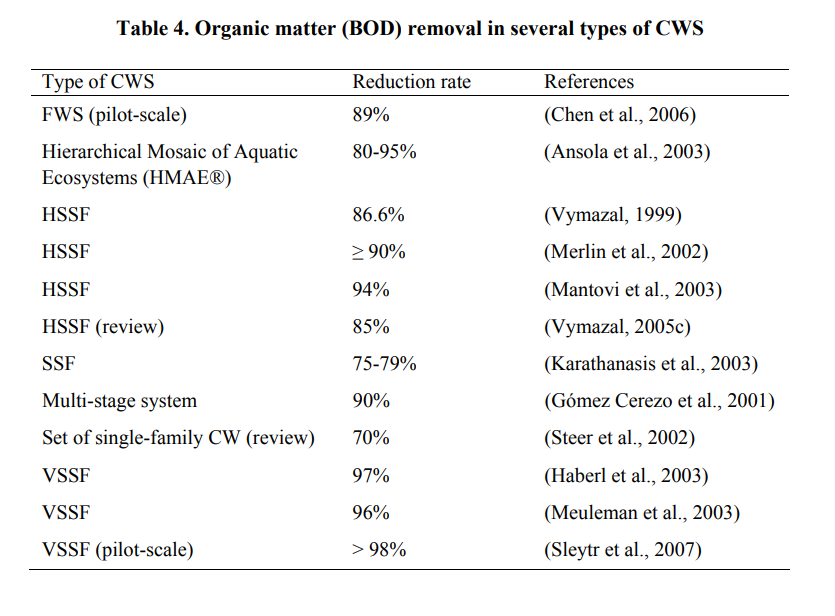 Table 4. Organic matter (BOD) removal in several types of CWS
Type of CWS Reduction rate References
FWS (pilot-scale) 89% (Chen et al., 2006)
Hierarchical Mosaic of Aquatic 80-95% (Ansola et al., 2003)
Ecosystems (HMAE®)
HSSF 86.6% (Vymazal, 1999)
HSSF ≥ 90% (Merlin et al., 2002)
HSSF 94% (Mantovi et al., 2003)
HSSF (review) 85% (Vymazal, 2005c)
SSF 75-79% (Karathanasis et al., 2003)
Multi-stage system 90% (Gómez Cerezo et al., 2001)
Set of single-family CW (review) 70% (Steer et al., 2002)
VSSF 97% (Haberl et al., 2003)
VSSF 96% (Meuleman et al., 2003)
VSSF (pilot-scale) > 98% (Sleytr et al., 2007)